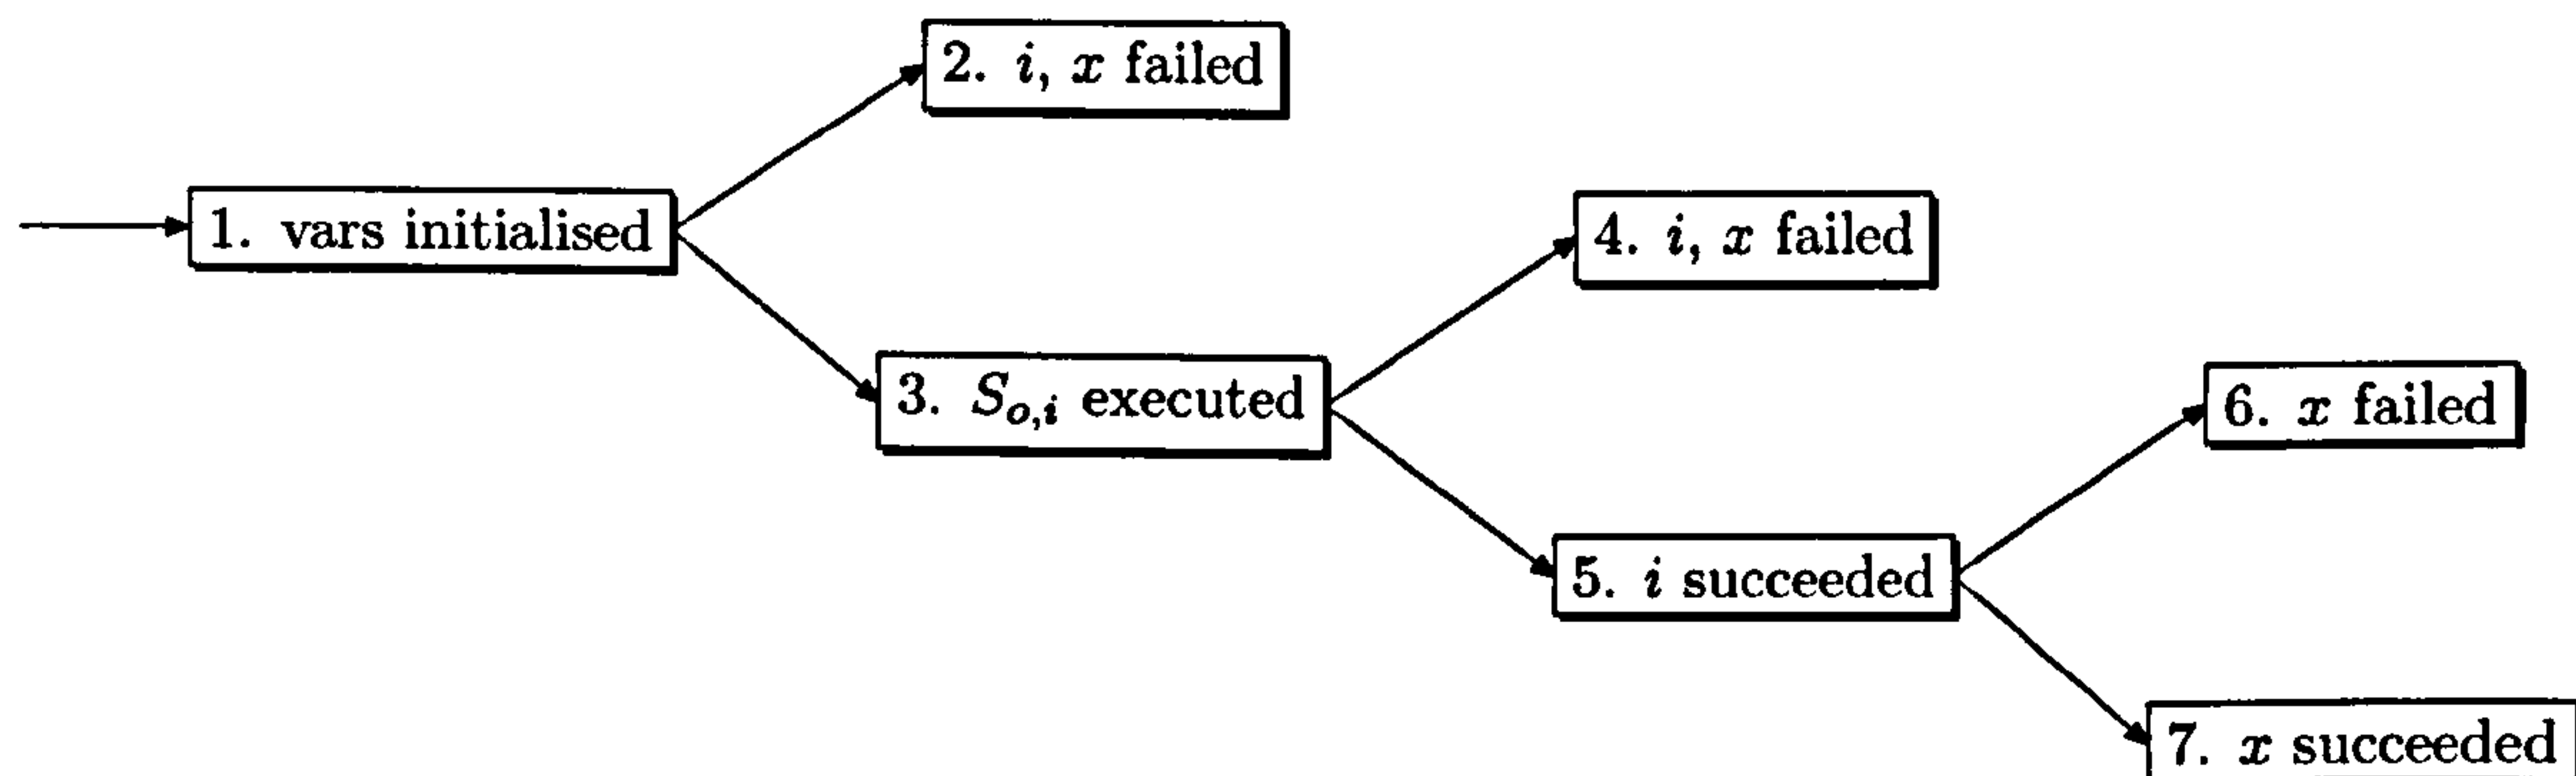 2. i, x failed
1. vars initialised
4. i, x failed
3. S_{o,i} executed
6. x failed
5. i succeeded
7. x succeeded